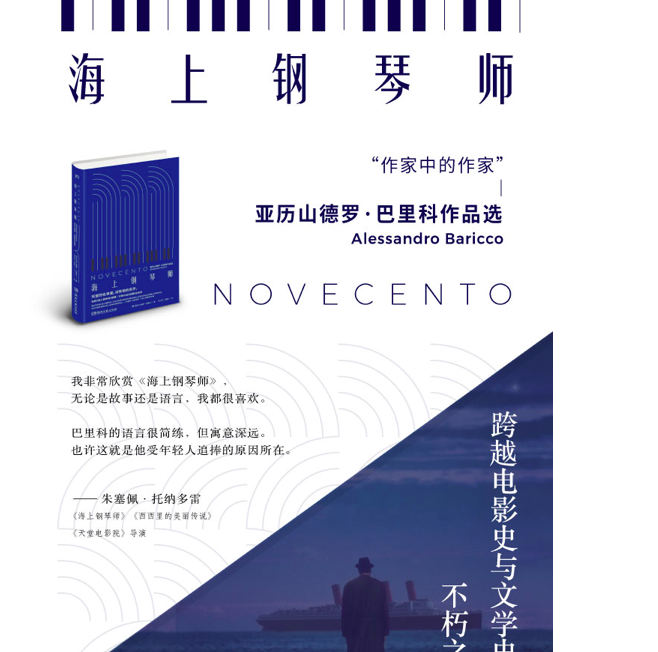 海上钢琴师
“作家中的作家”
亚历山德罗·巴里科作品选
Alessandro Baricco
NOVECENTO
NOVECENTO
海上钢琴师
我非常欣赏《海上钢琴师》，
无论是故事还是语言，我都很喜欢。
巴里科的语言很简练，但寓意深远。
也许这就是他受年轻人追捧的原因所在。
——朱塞佩·托纳多雷
《海上钢琴师》《西西里的美丽传说》
《天堂电影院》导演
跨越电影史与文学史
不朽之